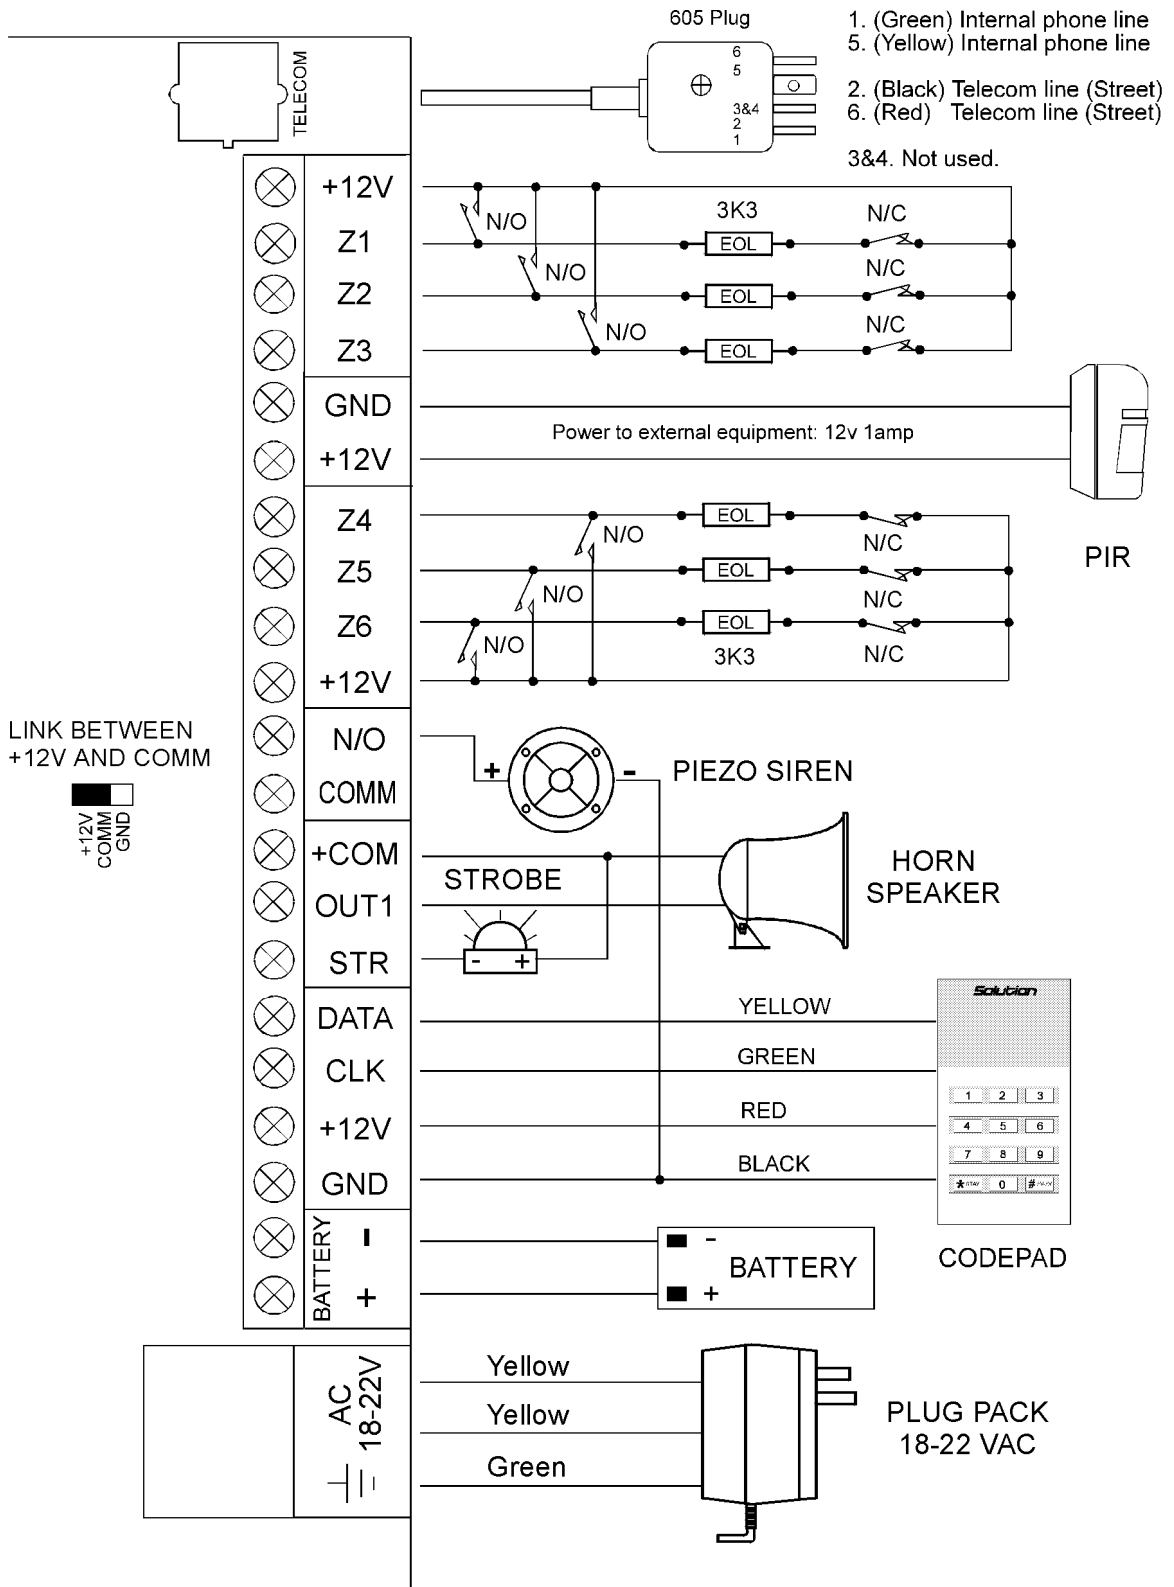 605 Plug
1. (Green) Internal phone line
5. (Yellow) Internal phone line
2. (Black) Telecom line (Street)
6. (Red) Telecom line (Street)
3&4. Not used.
6
5
3&4
2
1
TELECOM
+12V
Z1
Z2
Z3
GND
+12V
Z4
Z5
Z6
+12V
N/O
COMM
+COM
OUT1
STR
DATA
CLK
+12V
GND
BATTERY
-
+
AC
18-22V
N/O
N/O
N/O
3K3
EOL
EOL
EOL
N/C
N/C
N/C
Power to external equipment: 12v 1amp
PIR
EOL
EOL
EOL
3K3
N/O
N/O
N/O
N/C
N/C
N/C
LINK BETWEEN
+12V AND COMM
+12V
COMM
GND
+
-
PIEZO SIREN
STROBE
-
+
HORN
SPEAKER
YELLOW
GREEN
RED
BLACK
Solution
1 2 3
4 5 6
7 8 9
* STAY 0 #
CODEPAD
-
BATTERY
+
Yellow
Yellow
Green
PLUG PACK
18-22 VAC